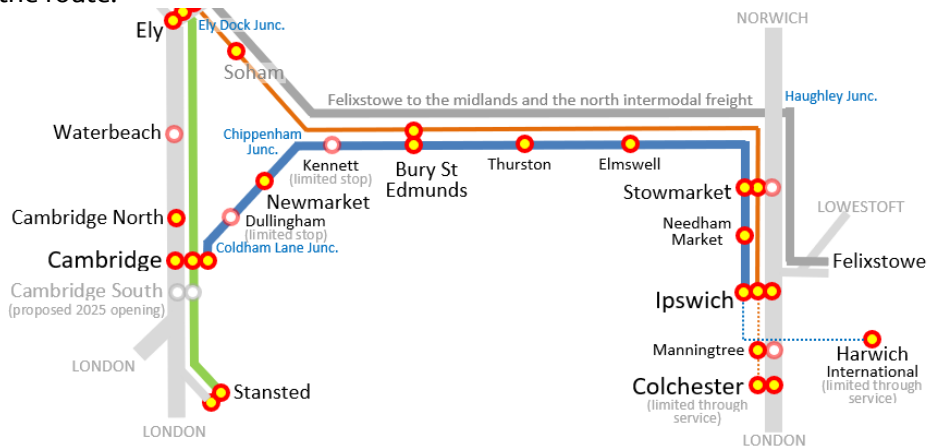 the route.
NORWICH
Ely
Ely Dock Junc.
Soham
Felixstowe to the midlands and the north intermodal freight
Haughley Junc.
Waterbeach
Chippenham
Junc.
Kennett
(limited stop)
Bury St
Edmunds
Thurston
Elmswell
Newmarket
Stowmarket
Cambridge North
Dullingham
(limited stop)
LOWESTOFT
Needham
Market
Coldham Lane Junc.
Cambridge
Felixstowe
Cambridge South
(proposed 2025 opening)
Ipswich
LONDON
Manningtree
Harwich
International
(limited through
service)
Colchester
(limited through
service)
Stansted
LONDON
LONDON